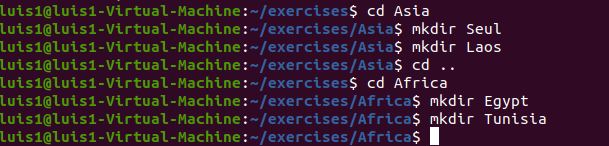 luis1@luis1-Virtual-Machine:~/exercises$ cd Asia
luis1@luis1-Virtual-Machine:~/exercises/Asia$ mkdir Seul
luis1@luis1-Virtual-Machine:~/exercises/Asia$ mkdir Laos
luis1@luis1-Virtual-Machine:~/exercises/Asia$ cd ..
luis1@luis1-Virtual-Machine:~/exercises$ cd Africa
luis1@luis1-Virtual-Machine:~/exercises/Africa$ mkdir Egypt
luis1@luis1-Virtual-Machine:~/exercises/Africa$ mkdir Tunisia
luis1@luis1-Virtual-Machine:~/exercises/Africa$